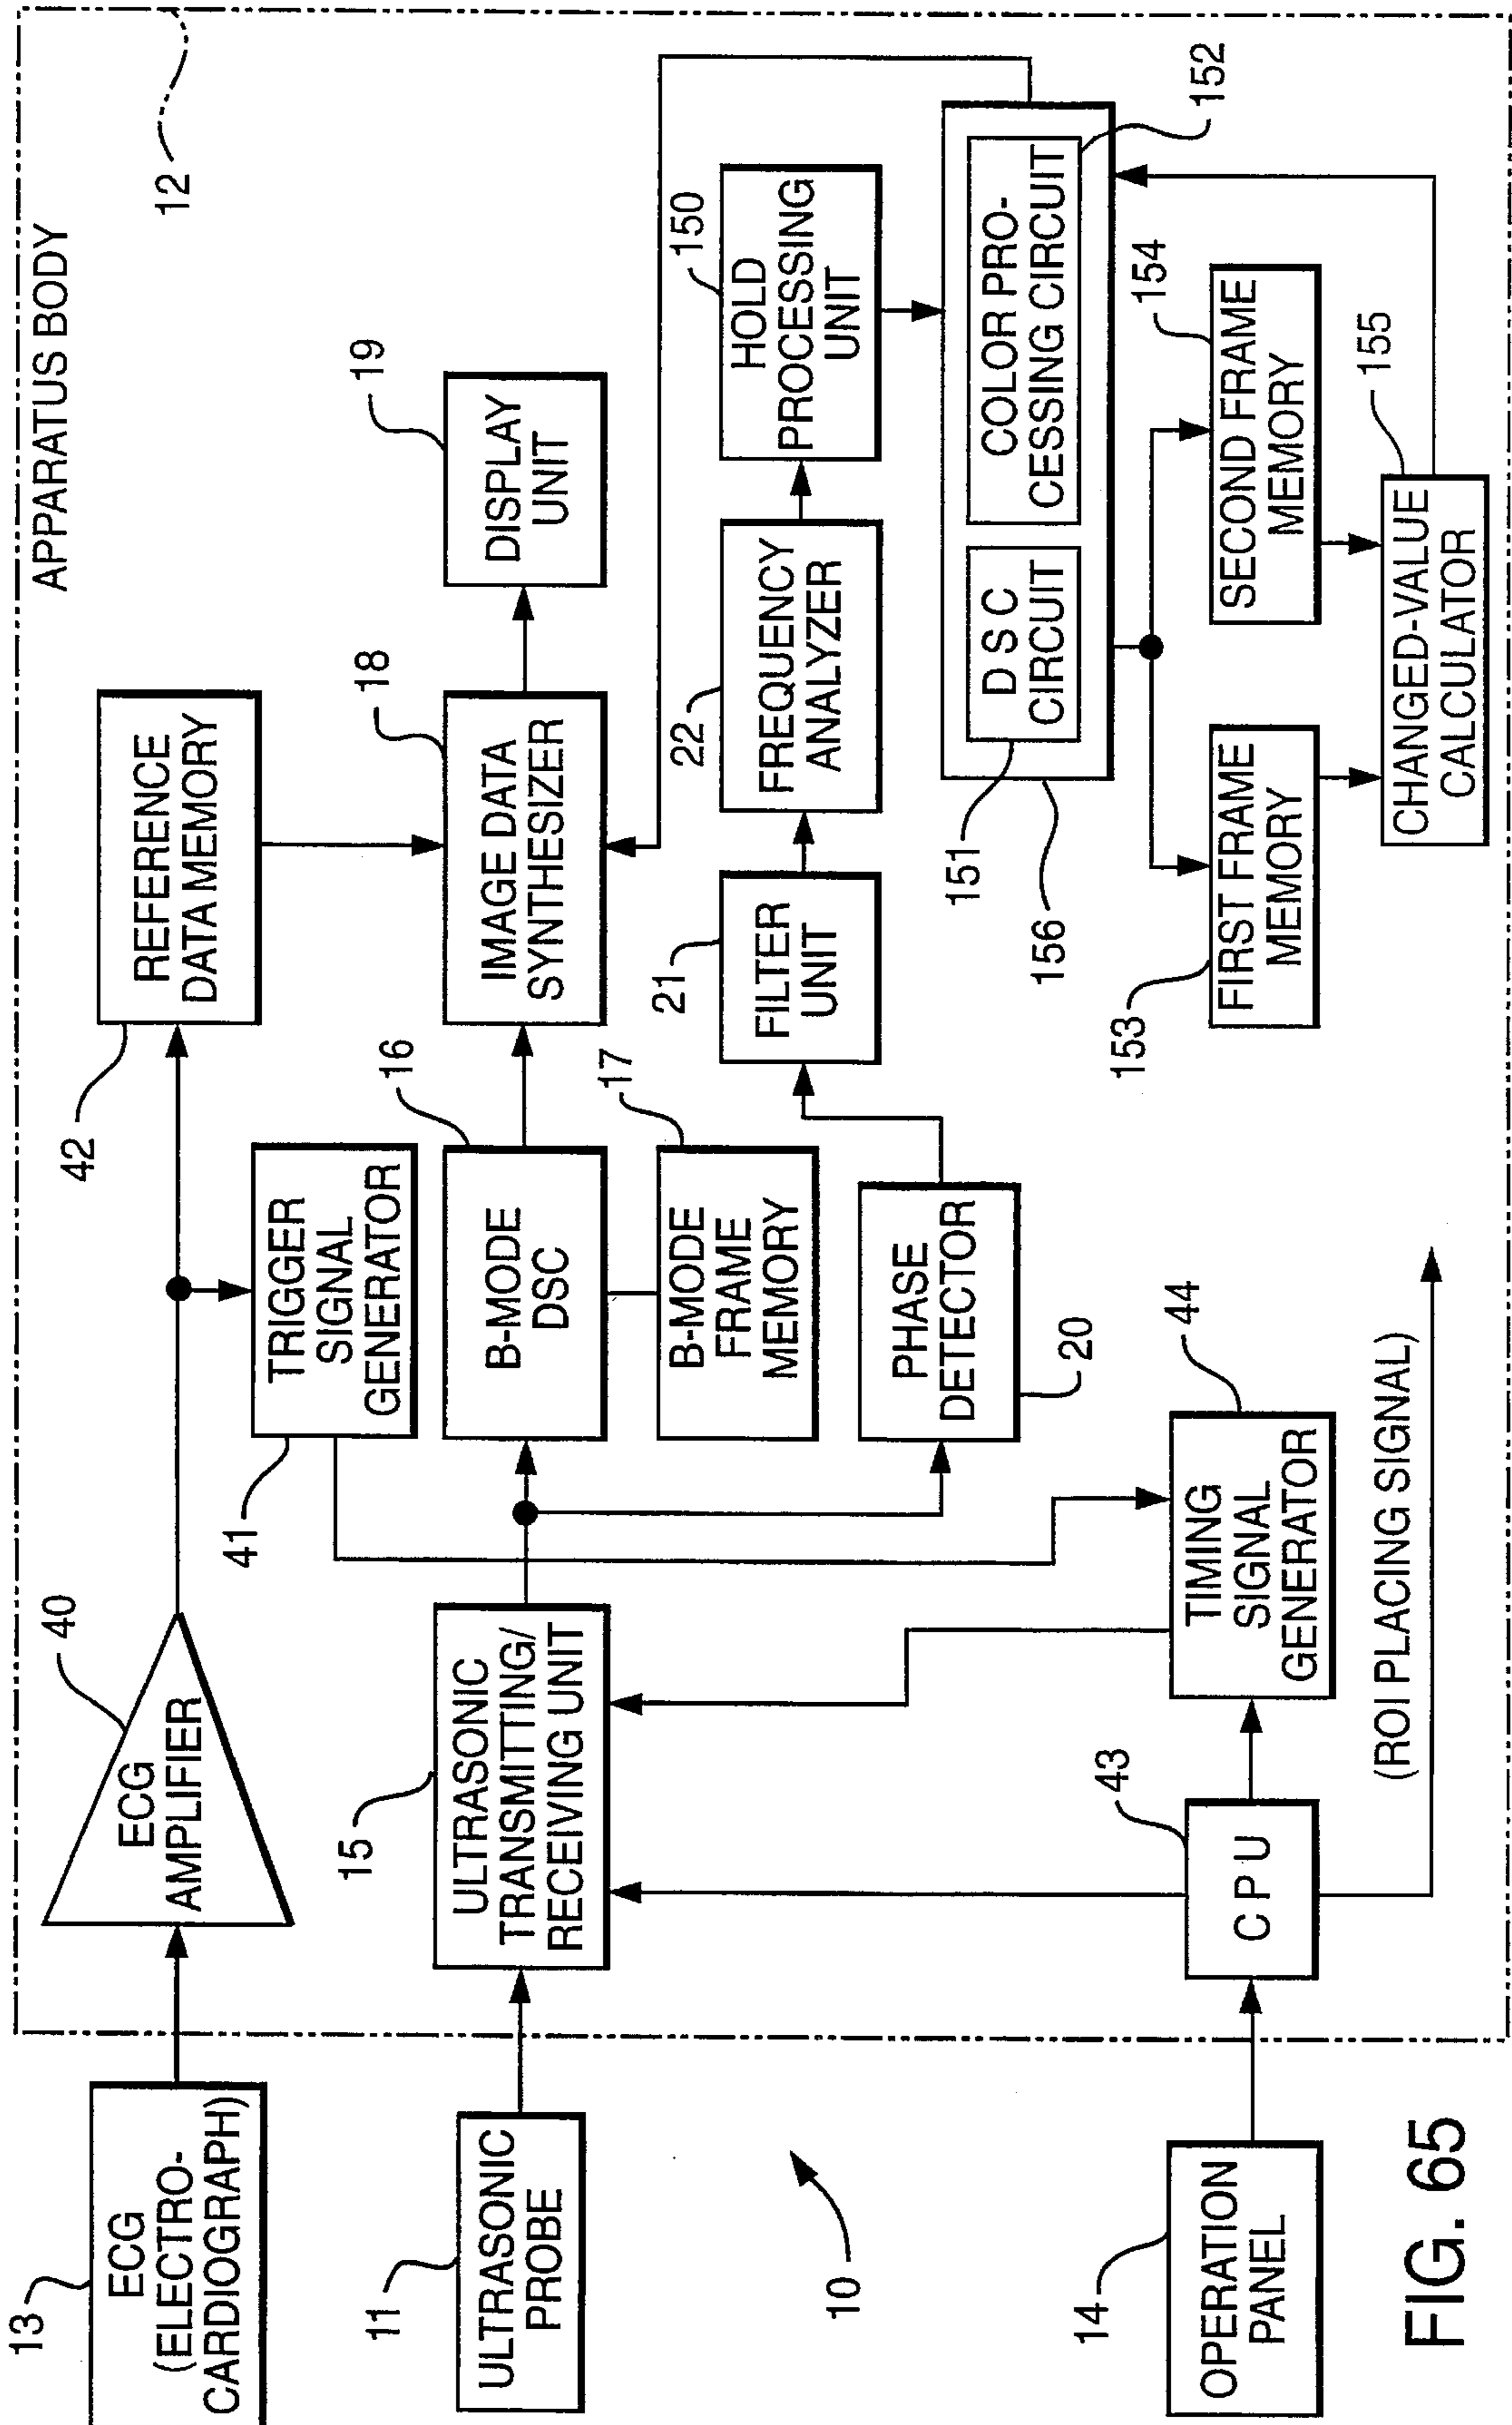 APPARATUS BODY
12
13
ECG
(ELECTRO-
CARDIOGRAPH)
40
ECG
AMPLIFIER
42
REFERENCE
DATA MEMORY
41
TRIGGER
SIGNAL
GENERATOR
11
ULTRASONIC
PROBE
15
ULTRASONIC
TRANSMITTING/
RECEIVING UNIT
16
B-MODE
DSC
17
B-MODE
FRAME
MEMORY
18
IMAGE DATA
SYNTHESIZER
19
DISPLAY
UNIT
PHASE
DETECTOR
20
21
FILTER
UNIT
22
FREQUENCY
ANALYZER
150
HOLD
PROCESSING
UNIT
151
D S C
CIRCUIT
COLOR PRO-
CESSING CIRCUIT
152
156
153
FIRST FRAME
MEMORY
154
SECOND FRAME
MEMORY
155
CHANGED-VALUE
CALCULATOR
10
14
OPERATION
PANEL
43
C P U
44
TIMING
SIGNAL
GENERATOR
(ROI PLACING SIGNAL)
FIG. 65